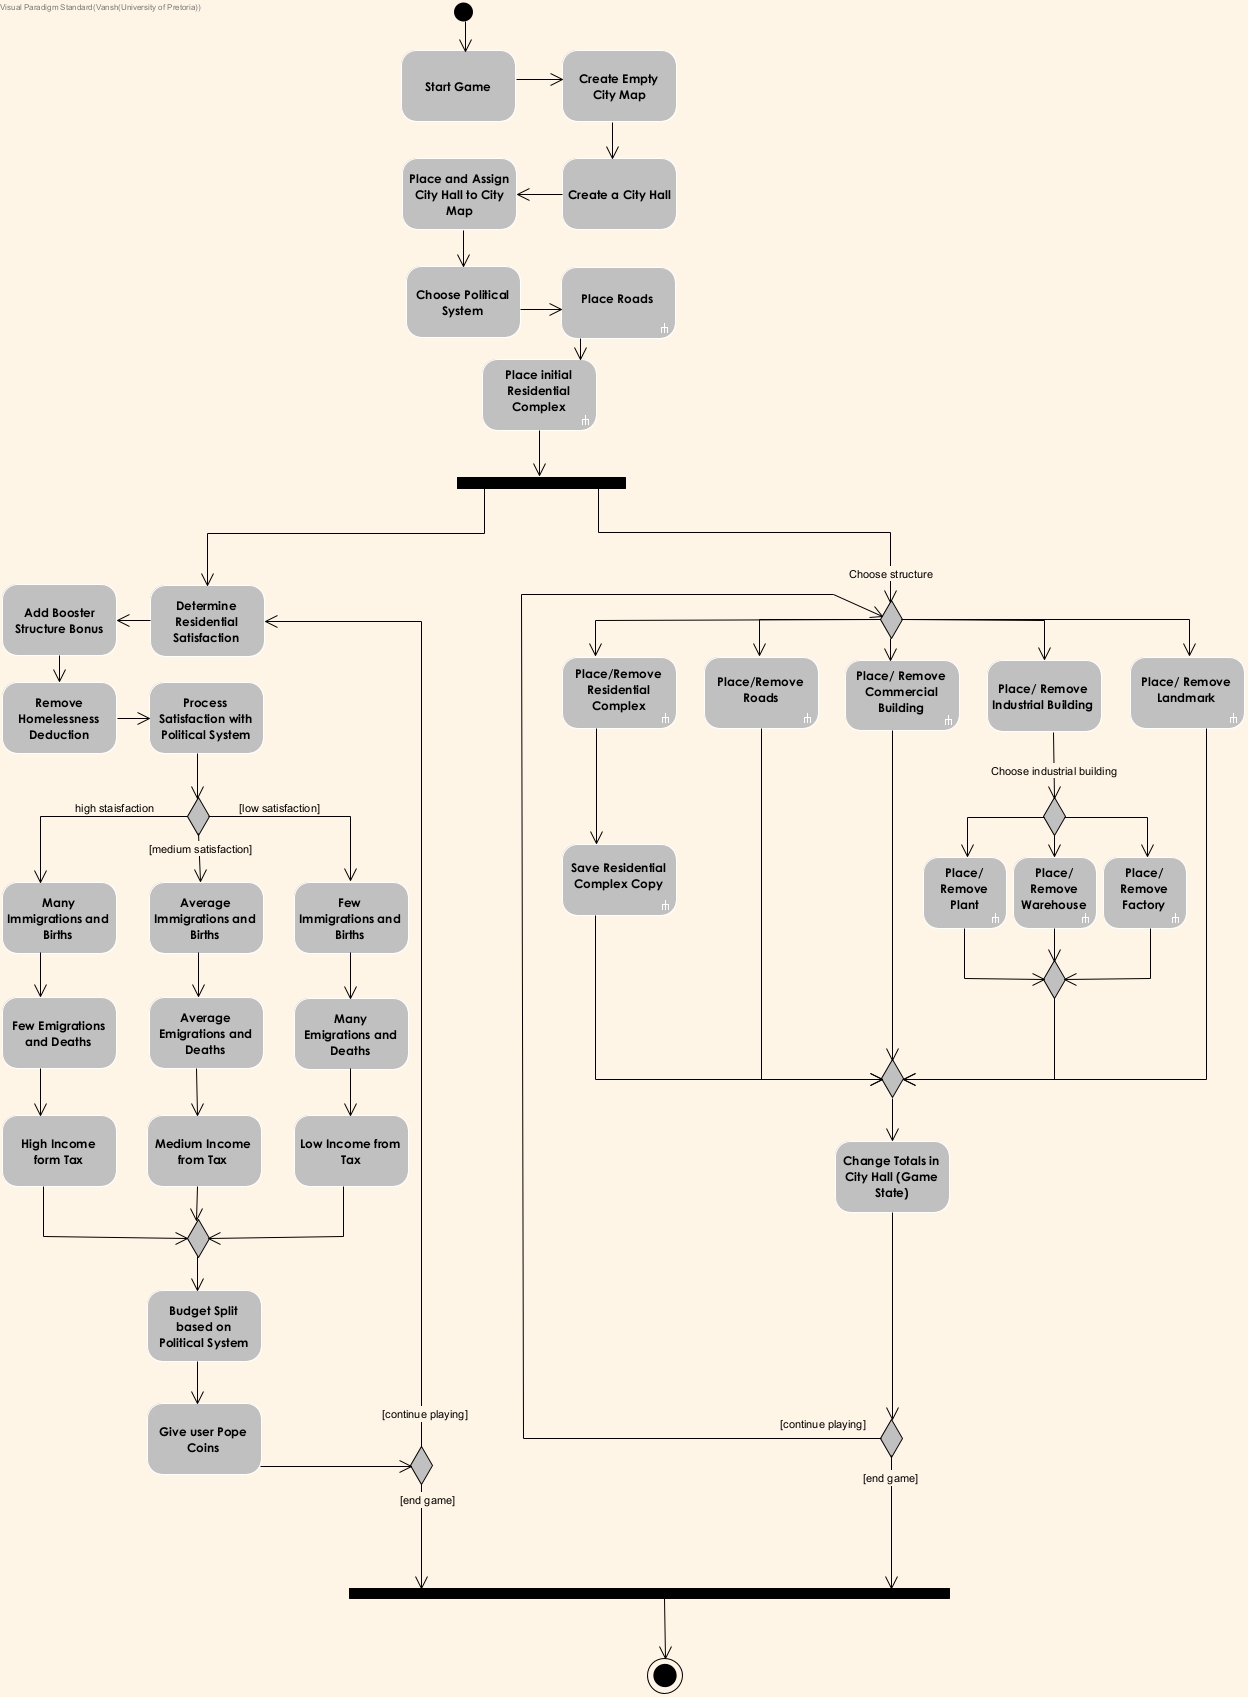 Visual Paradigm Standard(Vansh(University of Pretoria))
Start Game
Create Empty
City Map
Place and Assign
City Hall to City
Map
Create a City Hall
Choose Political
System
Place Roads
Place initial
Residential
Complex
Choose structure
Add Booster
Structure Bonus
Determine
Residential
Satisfaction
Place/Remove
Residential
Complex
Place/Remove
Roads
Place/ Remove
Commercial
Building
Place/ Remove
Industrial Building
Place/ Remove
Landmark
Remove
Homelessness
Deduction
Process
Satisfaction with
Political System
Choose industrial building
high staisfaction
[low satisfaction]
[medium satisfaction]
Save Residential
Complex Copy
Place/
Remove
Plant
Place/
Remove
Warehouse
Place/
Remove
Factory
Many
Immigrations and
Births
Average
Immigrations and
Births
Few
Immigrations and
Births
Few Emigrations
and Deaths
Average
Emigrations and
Deaths
Many
Emigrations and
Deaths
High Income
form Tax
Medium Income
from Tax
Low Income from
Tax
Change Totals in
City Hall (Game
State)
Budget Split
based on
Political System
Give user Pope
Coins
[continue playing]
[continue playing]
[end game]
[end game]